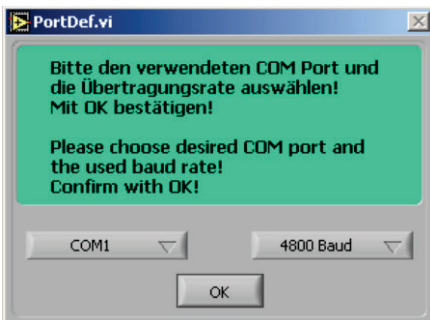 PortDef.vi
Bitte den verwendeten COM Port und
die Übertragungsrate auswählen!
Mit OK bestätigen!
Please choose desired COM port and
the used baud rate!
Confirm with OK!
COM1 4800 Baud
OK